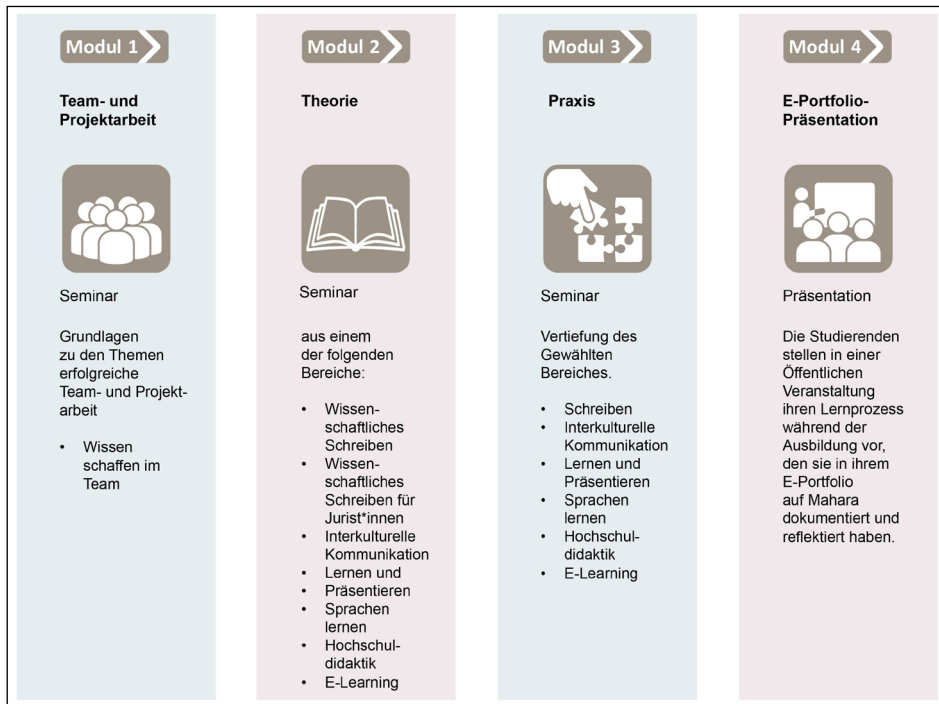 Modul 1
Team- und
Projektarbeit
Seminar
Grundlagen
zu den Themen
erfolgreiche
Team- und Projekt-
arbeit
• Wissen
schaffen im
Team
Modul 2
Theorie
Seminar
aus einem
der folgenden
Bereiche:
• Wissen-
schaftliches
Schreiben
• Wissen-
schaftliches
Schreiben für
Jurist*innen
• Interkulturelle
Kommunikation
• Lernen und
• Präsentieren
• Sprachen
lernen
• Hochschul-
didaktik
• E-Learning
Modul 3
Praxis
Seminar
Vertiefung des
Gewählten
Bereiches.
• Schreiben
• Interkulturelle
Kommunikation
• Lernen und
Präsentieren
• Sprachen
lernen
• Hochschul-
didaktik
• E-Learning
Modul 4
E-Portfolio-
Präsentation
Präsentation
Die Studierenden
stellen in einer
Öffentlichen
Veranstaltung
ihren Lernprozess
während der
Ausbildung vor,
den sie in ihrem
E-Portfolio
auf Mahara
dokumentiert und
reflektiert haben.